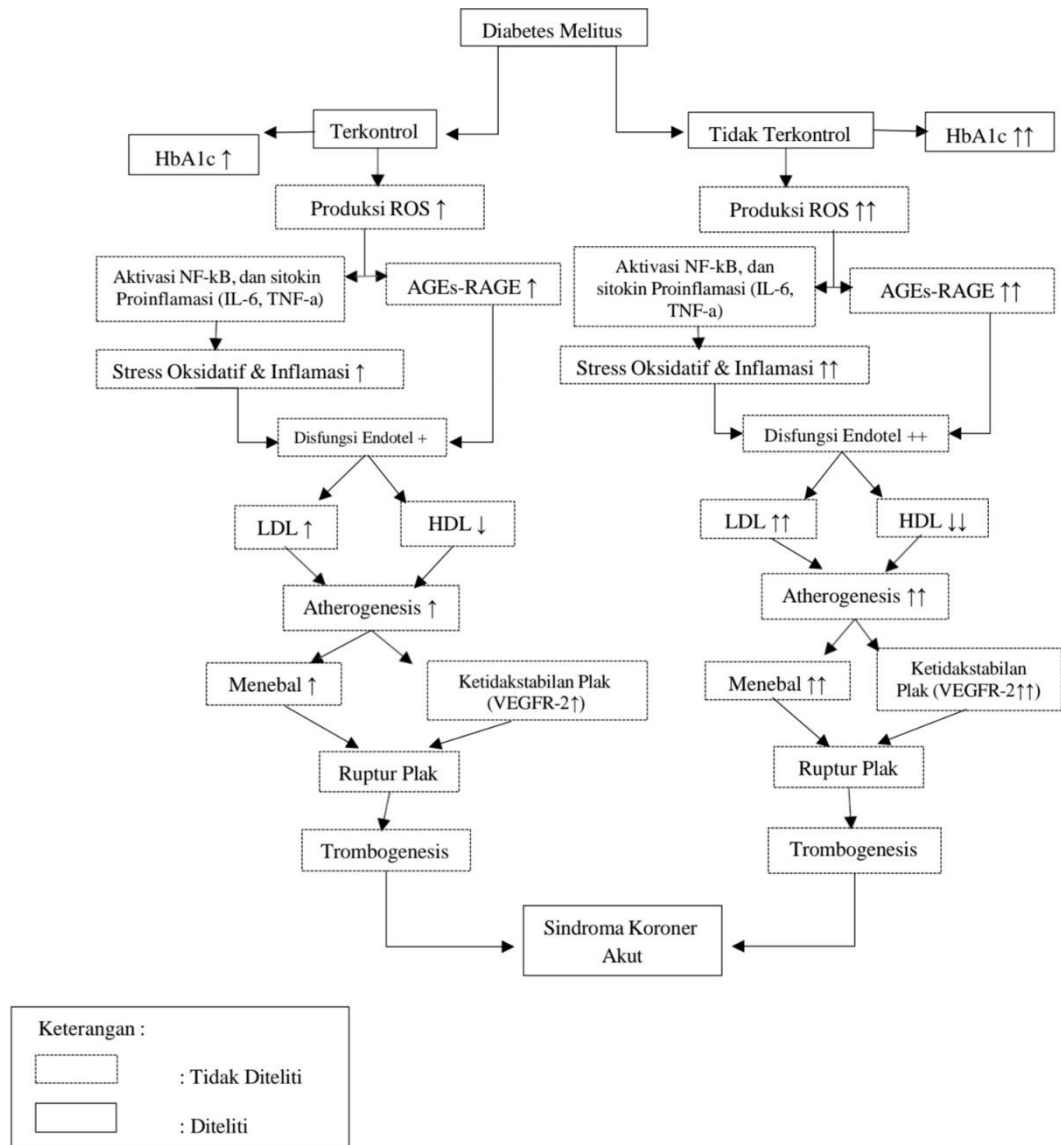 Diabetes Melitus
Terkontrol
HbA1c ↑
Produksi ROS ↑
Aktivasi NF-kB, dan sitokin
Proinflamasi (IL-6, TNF-a)
AGEs-RAGE ↑
Stress Oksidatif & Inflamasi ↑
Disfungsi Endotel +
LDL ↑
HDL ↓
Atherogenesis ↑
Menebal ↑
Ketidakstabilan Plak
(VEGFR-2↑)
Ruptur Plak
Trombogenesis
Tidak Terkontrol
HbA1c ↑↑
Produksi ROS ↑↑
Aktivasi NF-kB, dan
sitokin Proinflamasi (IL-6,
TNF-a)
AGEs-RAGE ↑↑
Stress Oksidatif & Inflamasi ↑↑
Disfungsi Endotel ++
LDL ↑↑
HDL ↓↓
Atherogenesis ↑↑
Menebal ↑↑
Ketidakstabilan
Plak (VEGFR-2↑↑)
Ruptur Plak
Trombogenesis
Sindroma Koroner
Akut
Keterangan :
: Tidak Diteliti
: Diteliti